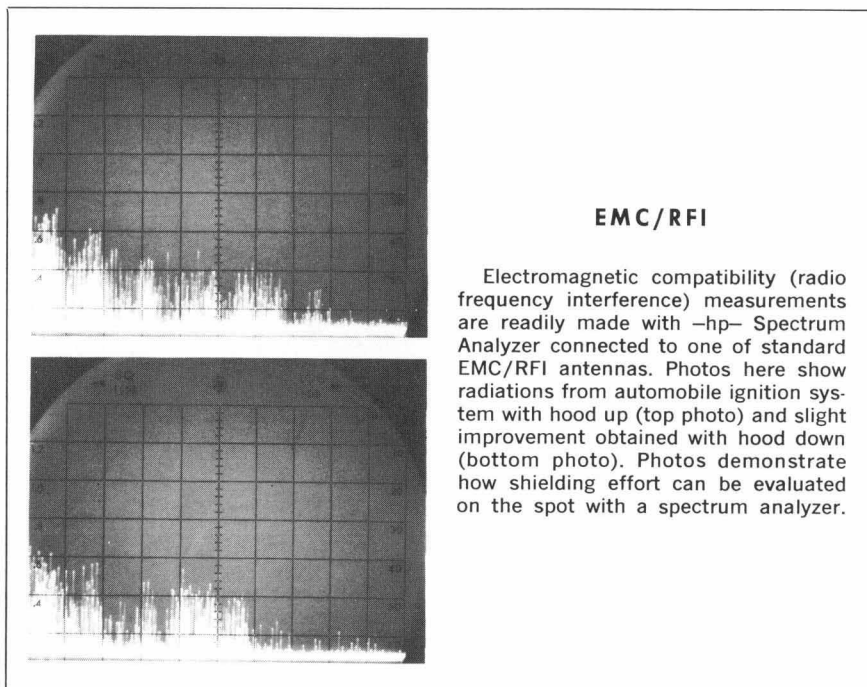 EMC/RFI
Electromagnetic compatibility (radio
frequency interference) measurements
are readily made with –hp– Spectrum
Analyzer connected to one of standard
EMC/RFI antennas. Photos here show
radiations from automobile ignition sys-
tem with hood up (top photo) and slight
improvement obtained with hood down
(bottom photo). Photos demonstrate
how shielding effort can be evaluated
on the spot with a spectrum analyzer.